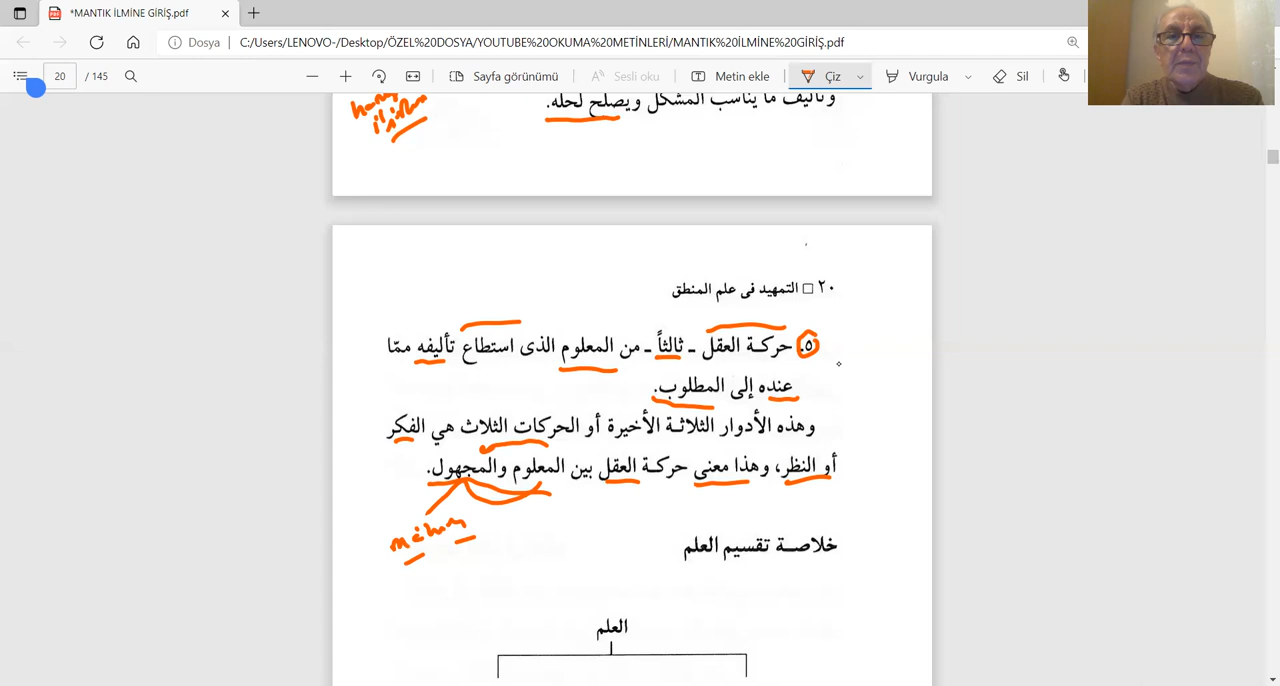 *MANTIK İLMİNE GİRİŞ.pdf
Dosya C:/Users/LENOVO-/Desktop/ÖZEL%20DOSYA/YOUTUBE%20OKUMA%20METİNLERİ/MANTIK%20İLMİNE%20GİRİŞ.pdf
20 / 145 Sayfa görünümü Sesli oku Metin ekle Çiz Vurgula Sil
وتأليف ما يناسب المشكل ويصلح لحله.
٢٠ □ التمهيد فى علم المنطق
٥. حركة العقل ـ ثالثاً ـ من المعلوم الذى استطاع تأليفه ممّا
عنده إلى المطلوب.
وهذه الأدوار الثلاثة الأخيرة أو الحركات الثلاث هي الفكر
أو النظر، وهذا معنى حركة العقل بين المعلوم والمجهول.
خلاصة تقسيم العلم
العلم